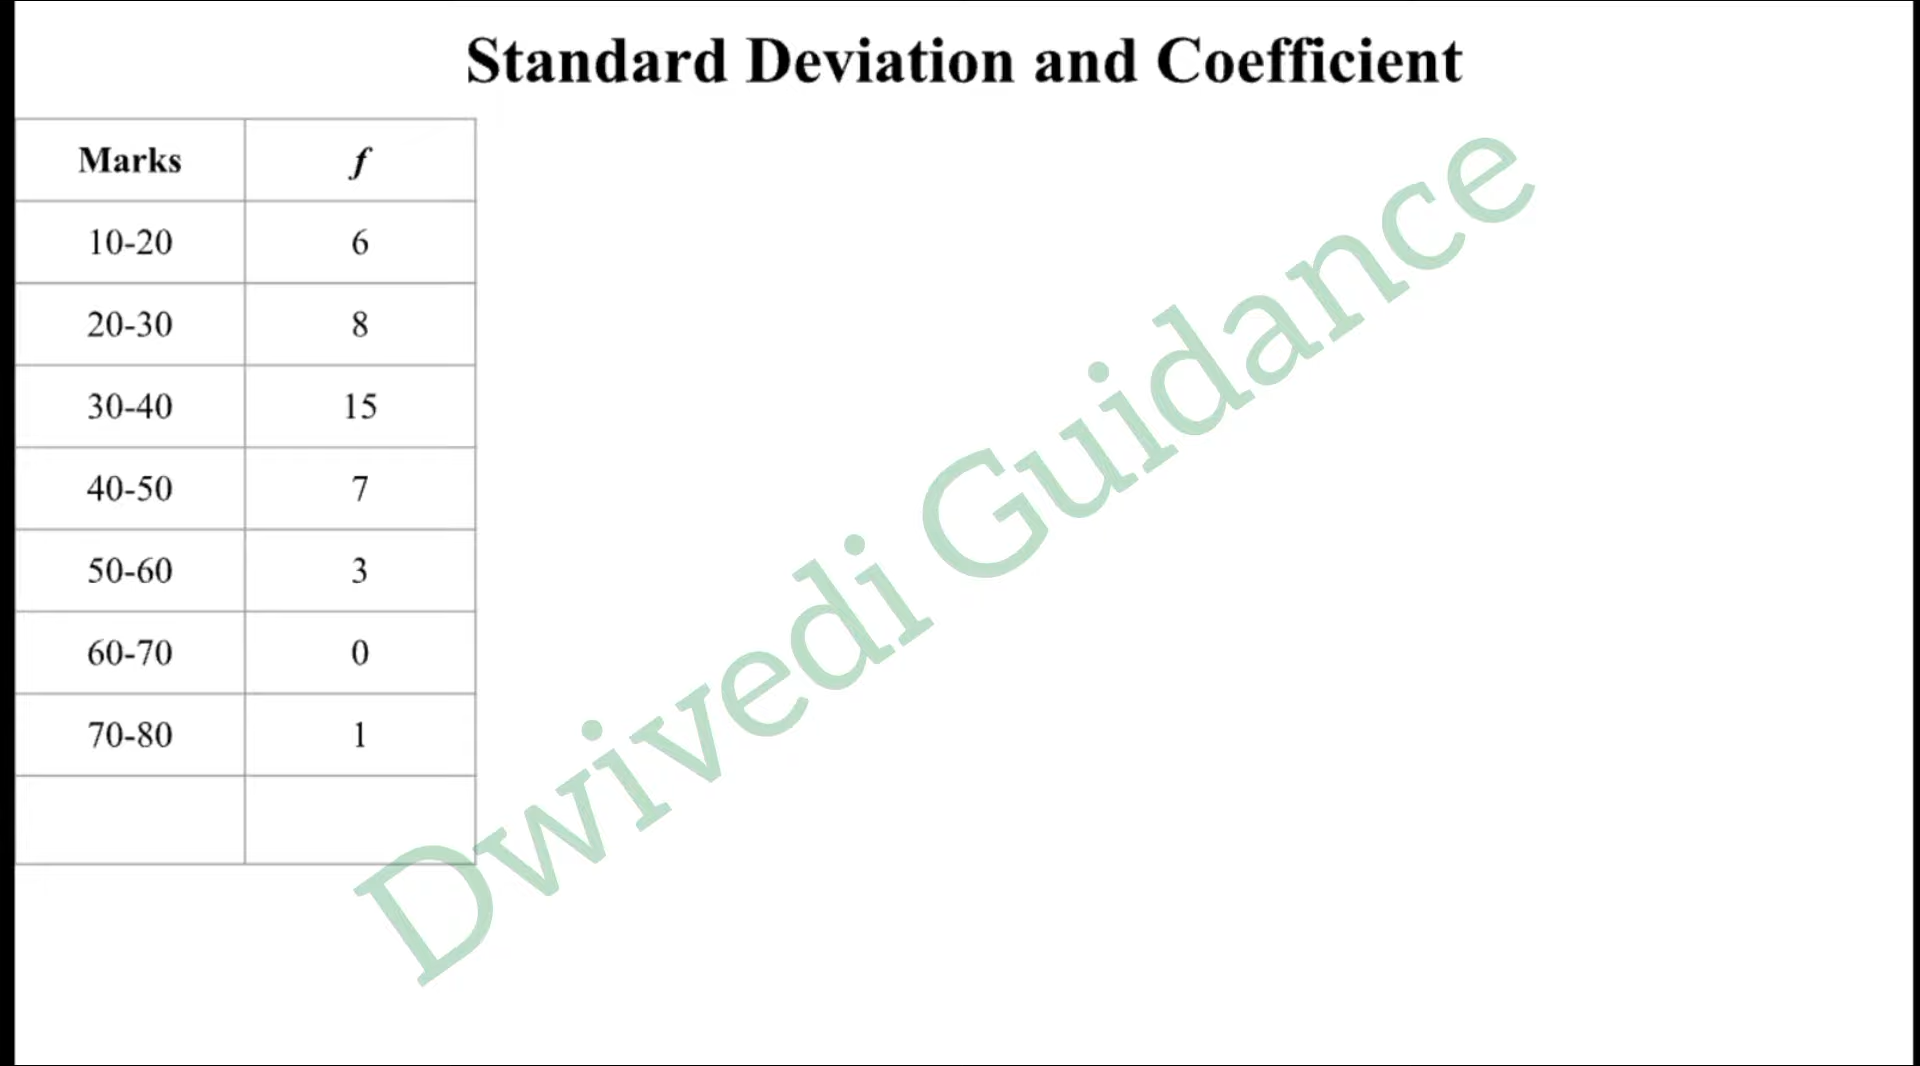 Standard Deviation and Coefficient
Marks f
10-20 6
20-30 8
30-40 15
40-50 7
50-60 3
60-70 0
70-80 1
Dwivedi Guidance